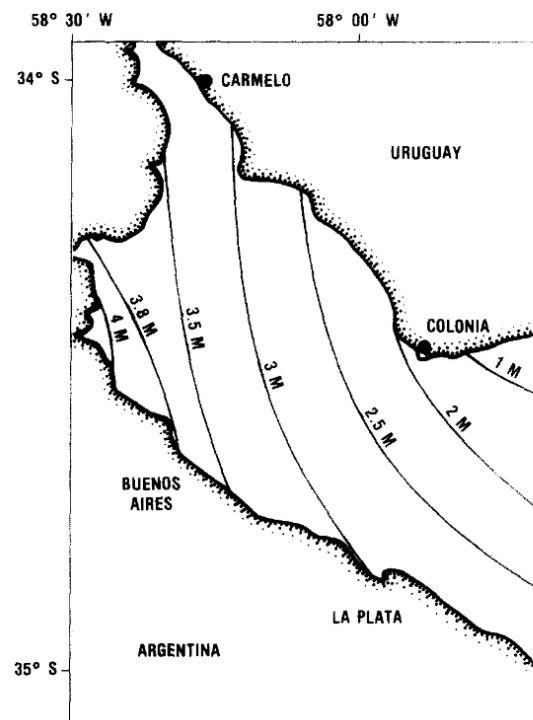 58° 30' W
58° 00' W
34° S
CARMELO
URUGUAY
COLONIA
1 M
4 M
3.8 M
3.5 M
3 M
2.5 M
2 M
BUENOS
AIRES
LA PLATA
ARGENTINA
35° S